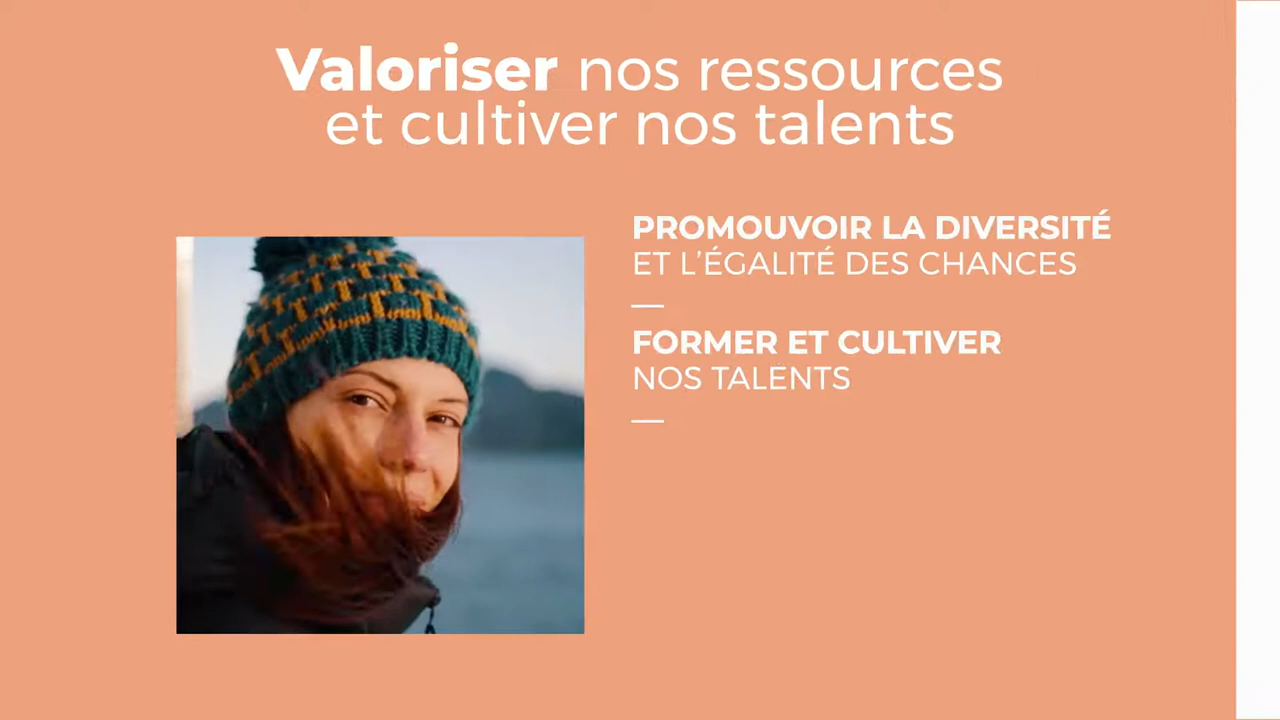 Valoriser nos ressources
et cultiver nos talents
PROMOUVOIR LA DIVERSITÉ
ET L'ÉGALITÉ DES CHANCES
FORMER ET CULTIVER
NOS TALENTS